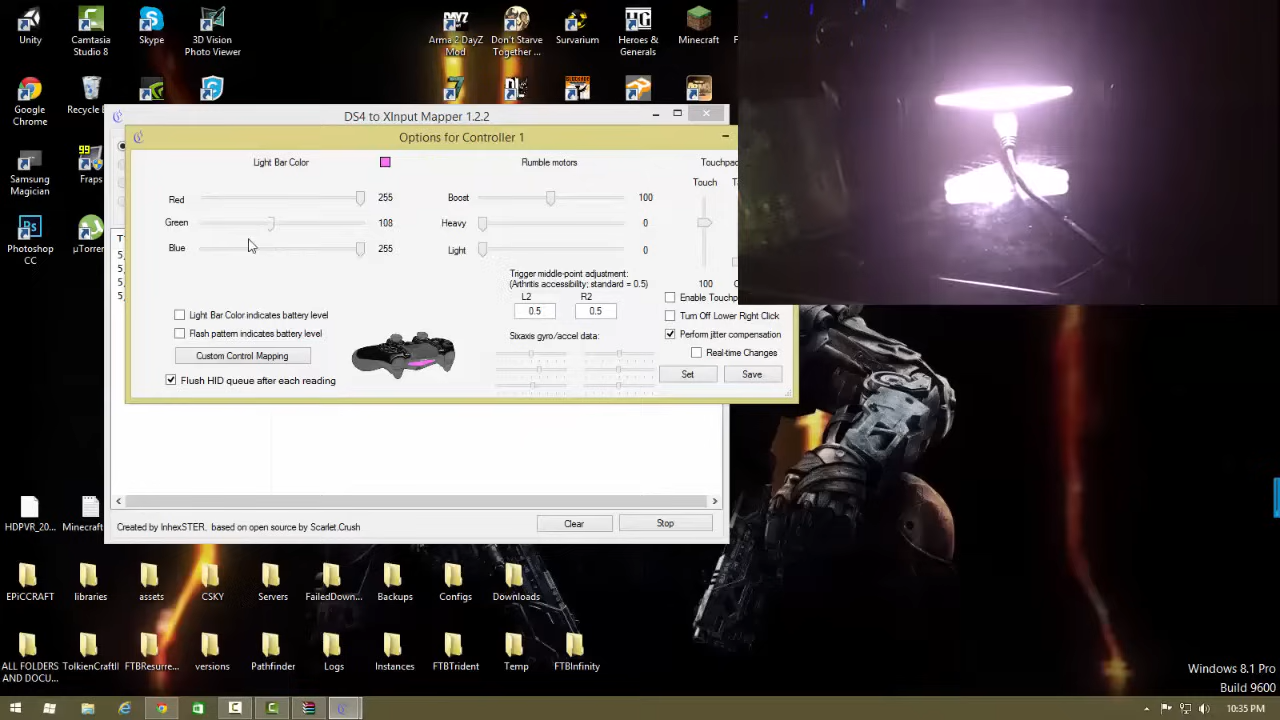 Unity
Camtasia
Studio 8
Skype
3D Vision
Photo Viewer
Arma 2 DayZ
Mod
Don't Starve
Together ...
Survarium
Heroes &
Generals
Minecraft
Google
Chrome
Recycle
Samsung
Magician
99
Fraps
Photoshop
CC
µTorre
DS4 to XInput Mapper 1.2.2
Options for Controller 1
Light Bar Color
Rumble motors
Touchpa
Touch
Red
255
Boost
100
Green
108
Heavy
0
Blue
255
Light
0
100
Trigger middle-point adjustment:
(Arthritis accessibility; standard = 0.5)
L2
R2
0.5
0.5
Enable Touchp
Turn Off Lower Right Click
Perform jitter compensation
Real-time Changes
Light Bar Color indicates battery level
Flash pattern indicates battery level
Custom Control Mapping
Flush HID queue after each reading
Sixaxis gyro/accel data:
Set
Save
Created by InhexSTER, based on open source by Scarlet.Crush
Clear
Stop
HDPVR_20...
Minecraft
EPiCCRAFT
libraries
assets
CSKY
Servers
FailedDown...
Backups
Configs
Downloads
ALL FOLDERS
AND DOCU...
TolkienCraftII
FTBResurre...
versions
Pathfinder
Logs
Instances
FTBTrident
Temp
FTBInfinity
Windows 8.1 Pro
Build 9600
10:35 PM